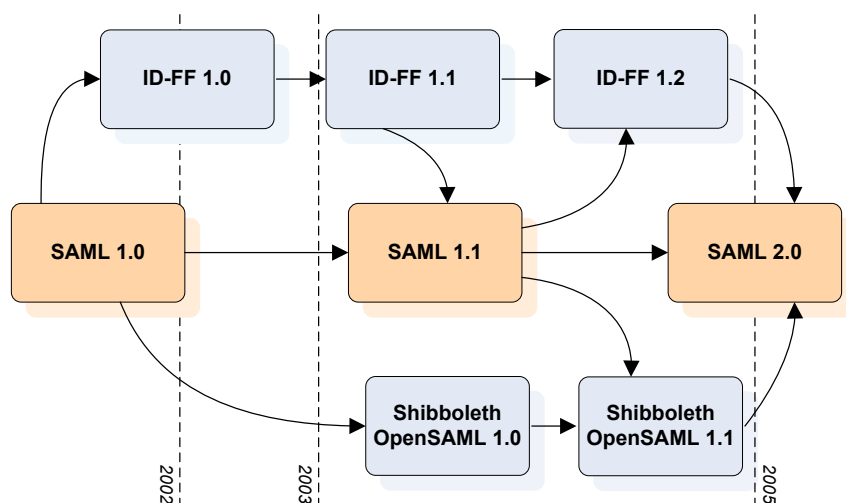 ID-FF 1.0
ID-FF 1.1
ID-FF 1.2
SAML 1.0
SAML 1.1
SAML 2.0
Shibboleth
OpenSAML 1.0
Shibboleth
OpenSAML 1.1
2002
2003
2005